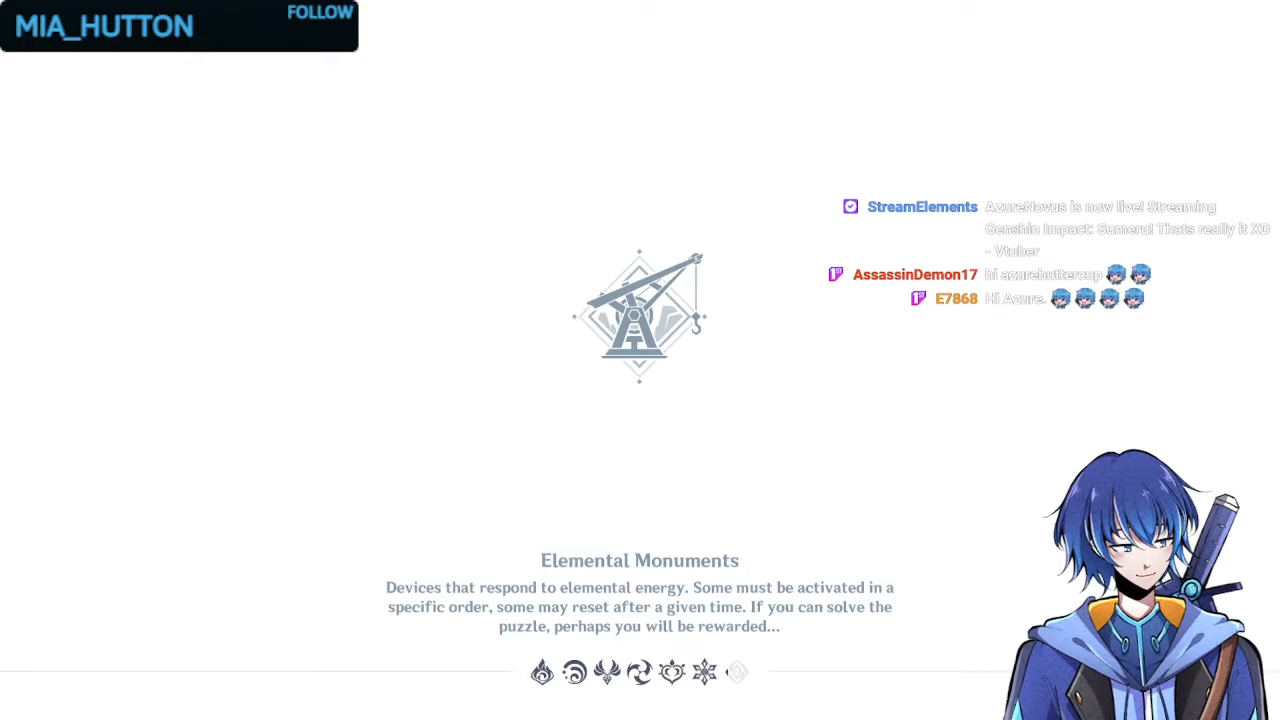 MIA_HUTTON
FOLLOW
StreamElements AzureNovus is now live! Streaming
Genshin Impact: Sumeru! Thats really it XD
- Vtuber
AssassinDemon17 hi azurebuttercup
E7868 Hi Azure.
Elemental Monuments
Devices that respond to elemental energy. Some must be activated in a
specific order, some may reset after a given time. If you can solve the
puzzle, perhaps you will be rewarded...